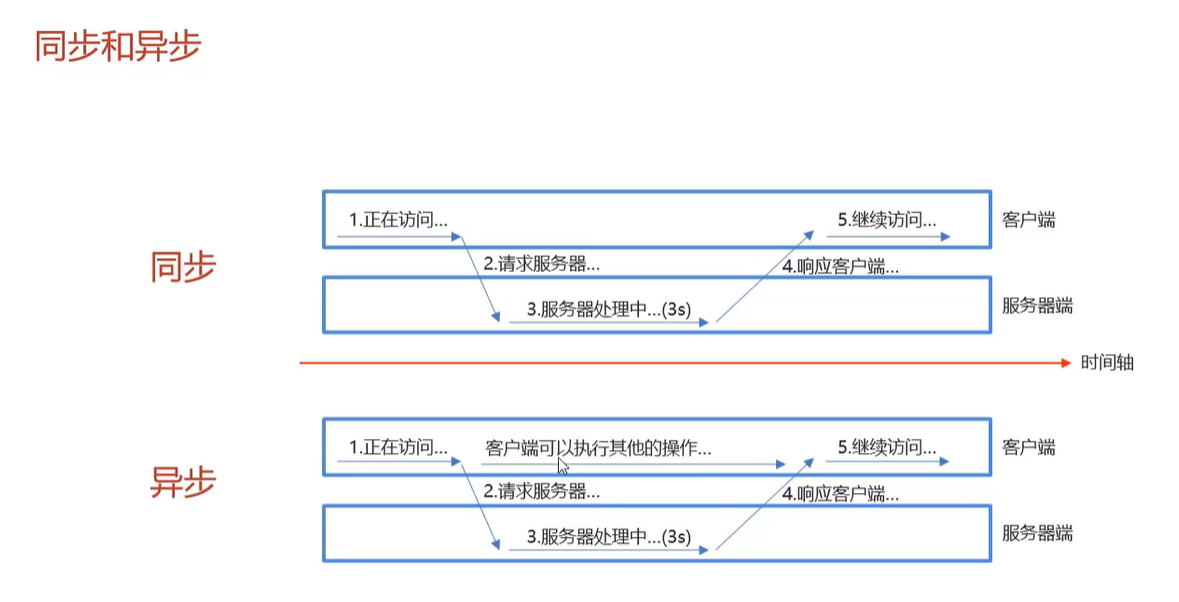 同步和异步
1.正在访问...
5.继续访问...
客户端
同步
2.请求服务器...
4.响应客户端...
3.服务器处理中...(3s)
服务器端
时间轴
1.正在访问...
客户端可以执行其他的操作...
5.继续访问...
客户端
异步
2.请求服务器...
4.响应客户端...
3.服务器处理中...(3s)
服务器端